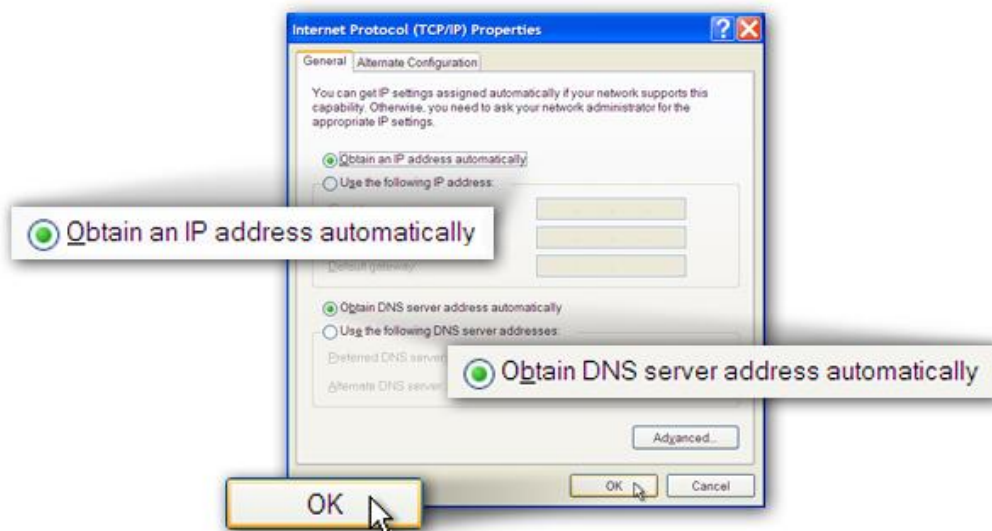 Internet Protocol (TCP/IP) Properties
General Alternate Configuration
You can get IP settings assigned automatically if your network supports this
capability. Otherwise, you need to ask your network administrator for the
appropriate IP settings.
Obtain an IP address automatically
Use the following IP address:
Obtain an IP address automatically
Default gateway:
Obtain DNS server address automatically
Use the following DNS server addresses:
Preferred DNS server
Obtain DNS server address automatically
Alternate DNS server:
Advanced...
OK Cancel
OK